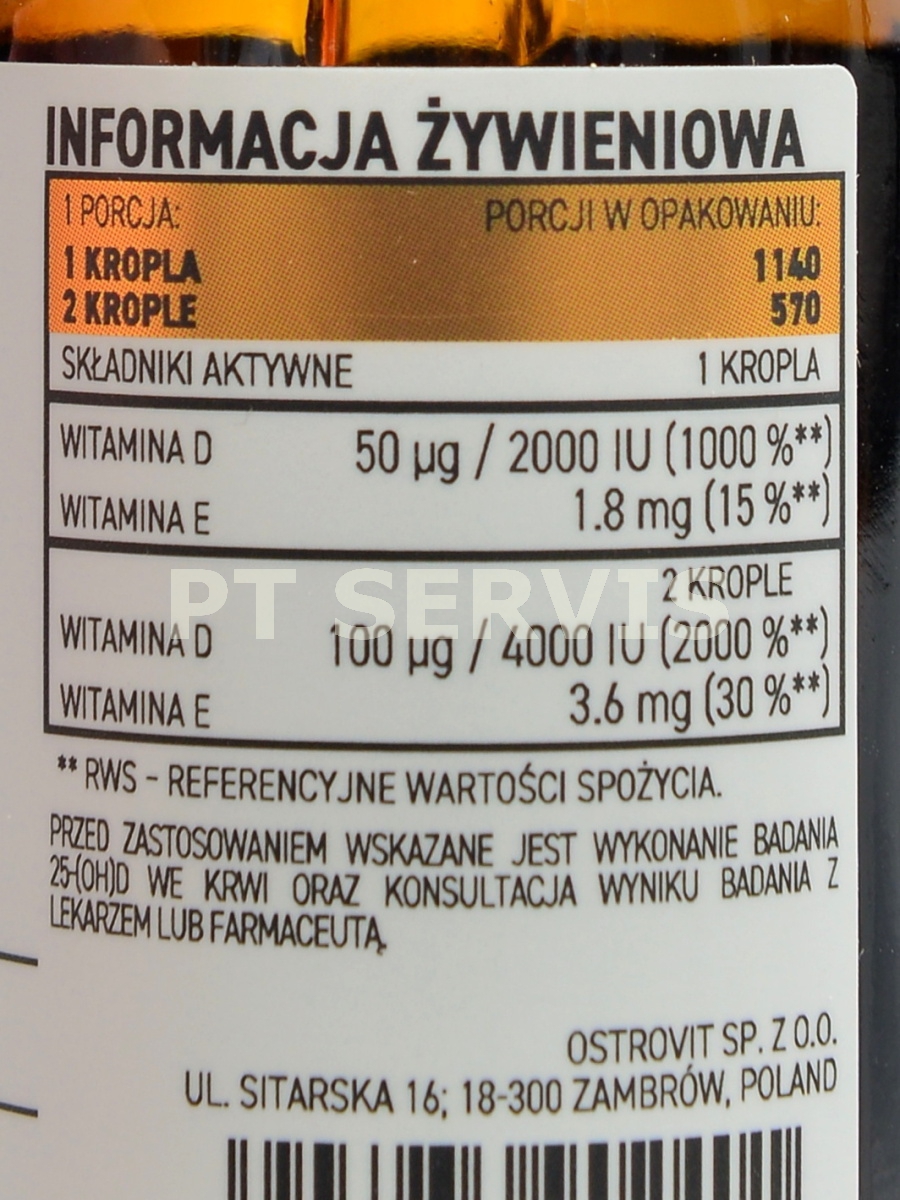 INFORMACJA ŻYWIENIOWA
1 PORCJA: PORCJI W OPAKOWANIU:
1 KROPLA 1140
2 KROPLE 570
SKŁADNIKI AKTYWNE 1 KROPLA
WITAMINA D 50 µg / 2000 IU (1000 %**)
WITAMINA E 1.8 mg (15 %**)
2 KROPLE
PT SERVIS
WITAMINA D 100 µg / 4000 IU (2000 %**)
WITAMINA E 3.6 mg (30 %**)
** RWS - REFERENCYJNE WARTOŚCI SPOŻYCIA.
PRZED ZASTOSOWANIEM WSKAZANE JEST WYKONANIE BADANIA
25-(OH)D WE KRWI ORAZ KONSULTACJA WYNIKU BADANIA Z
LEKARZEM LUB FARMACEUTĄ.
OSTROVIT SP. Z O.O.
UL. SITARSKA 16; 18-300 ZAMBRÓW, POLAND